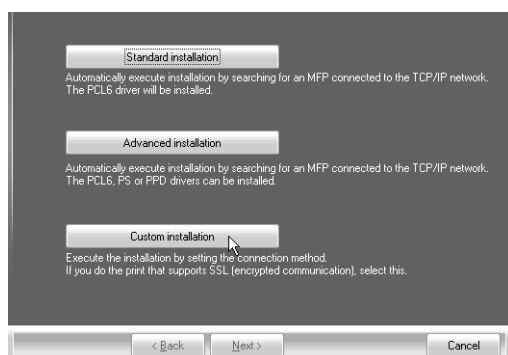 Standard installation
Automatically execute installation by searching for an MFP connected to the TCP/IP network.
The PCL6 driver will be installed.
Advanced installation
Automatically execute installation by searching for an MFP connected to the TCP/IP network.
The PCL6, PS or PPD drivers can be installed.
Custom installation
Execute the installation by setting the connection method.
If you do the print that supports SSL (encrypted communication), select this.
< Back Next > Cancel